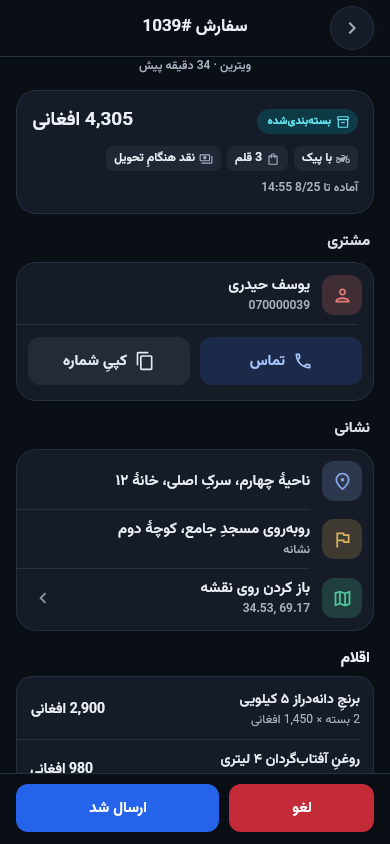 سفارش #1039
ویترین · 34 دقیقه پیش
بسته‌بندی‌شده
4,305 افغانی
با پیک
3 قلم
نقد هنگام تحویل
آماده تا 8/25 14:55
مشتری
یوسف حیدری
070000039
تماس
کپیِ شماره
نشانی
ناحیهٔ چهارم، سرکِ اصلی، خانهٔ ۱۲
روبه‌روی مسجدِ جامع، کوچهٔ دوم
نشانه
باز کردن روی نقشه
34.53, 69.17
اقلام
برنجِ دانه‌دراز ۵ کیلویی
2,900 افغانی
2 بسته × 1,450 افغانی
روغنِ آفتاب‌گردان ۴ لیتری
980 افغانی
لغو
ارسال شد